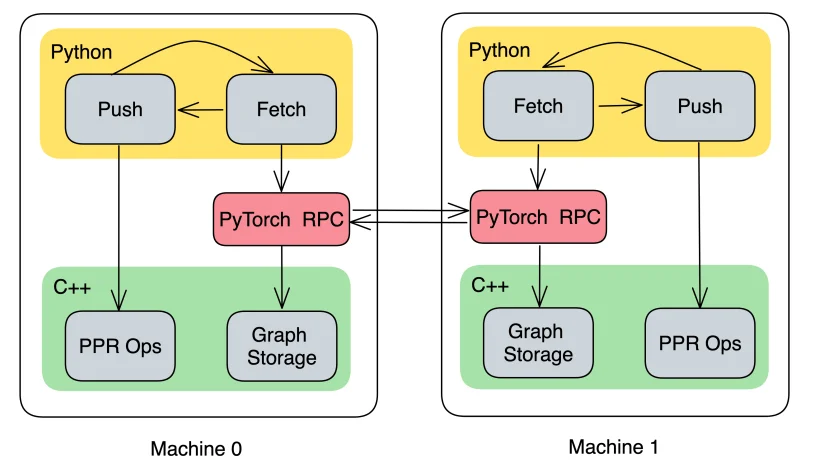 Python
Push
Fetch
PyTorch RPC
C++
PPR Ops
Graph
Storage
Machine 0
Python
Fetch
Push
PyTorch RPC
C++
Graph
Storage
PPR Ops
Machine 1